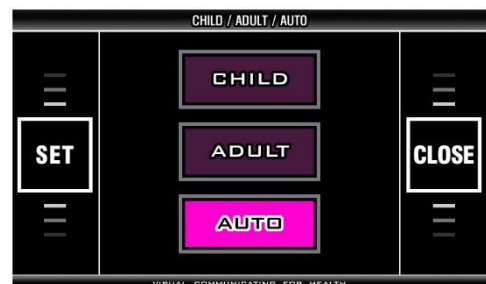 CHILD / ADULT / AUTO
CHILD
SET
ADULT
CLOSE
AUTO
VISUAL COMMUNICATING FOR HEALTH